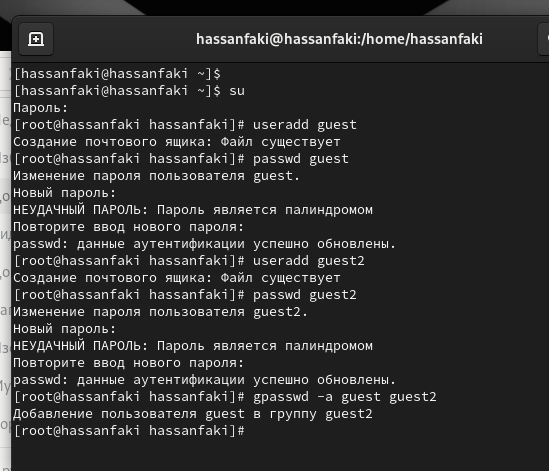 hassanfaki@hassanfaki:/home/hassanfaki
[hassanfaki@hassanfaki ~]$
[hassanfaki@hassanfaki ~]$ su
Пароль:
[root@hassanfaki hassanfaki]# useradd guest
Создание почтового ящика: Файл существует
[root@hassanfaki hassanfaki]# passwd guest
Изменение пароля пользователя guest.
Новый пароль:
НЕУДАЧНЫЙ ПАРОЛЬ: Пароль является палиндромом
Повторите ввод нового пароля:
passwd: данные аутентификации успешно обновлены.
[root@hassanfaki hassanfaki]# useradd guest2
Создание почтового ящика: Файл существует
[root@hassanfaki hassanfaki]# passwd guest2
Изменение пароля пользователя guest2.
Новый пароль:
НЕУДАЧНЫЙ ПАРОЛЬ: Пароль является палиндромом
Повторите ввод нового пароля:
passwd: данные аутентификации успешно обновлены.
[root@hassanfaki hassanfaki]# gpasswd -a guest guest2
Добавление пользователя guest в группу guest2
[root@hassanfaki hassanfaki]#